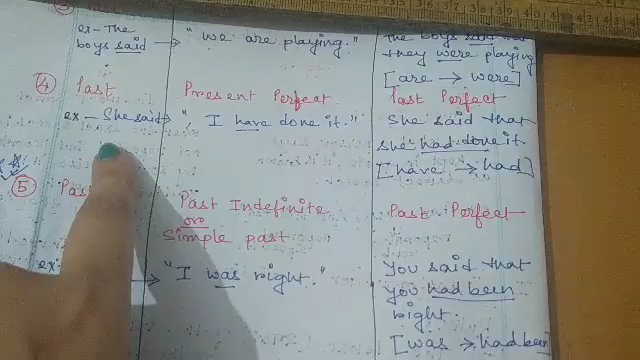 ex - The
boys said → "We are playing."
The boys said
they were playing
[are → were]
④ Past
Present Perfect
Past Perfect
ex - She said → "I have done it."
She said that
she had done it.
[have → had]
⑤ Past
Past Indefinite
or
Simple past
Past Perfect
ex -
→ "I was right."
You said that
you had been
right.
[was → had been]